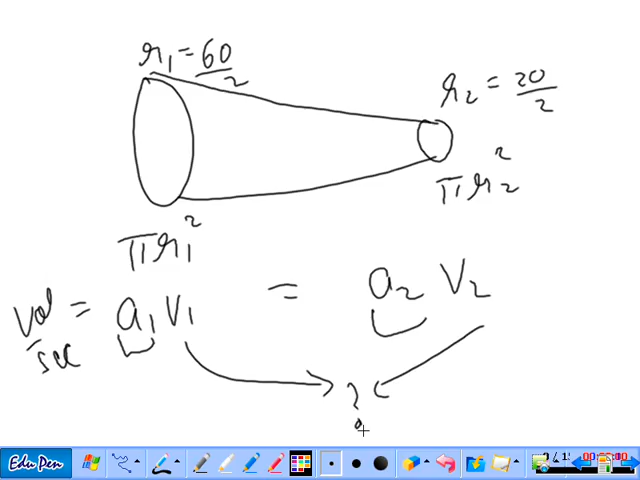 r₁ = 60/2
r₂ = 20/2
πr₂²
πr₁²
vol/sec = a₁ v₁ = a₂ v₂
?
Edu Pen